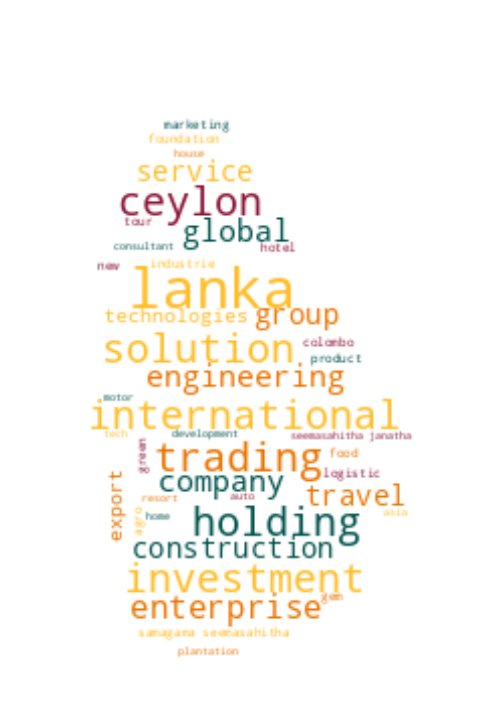 marketing
foundation
house
service
ceylon
tour
global
consultant hotel
new industrie
lanka
technologies group
solution colombo
product
engineering
motor
international
tech development seemasahitha janatha
green trading food
company logistic
export resort auto travel
agro home holding asia
construction
investment
enterprise gem
samagama seemasahitha
plantation